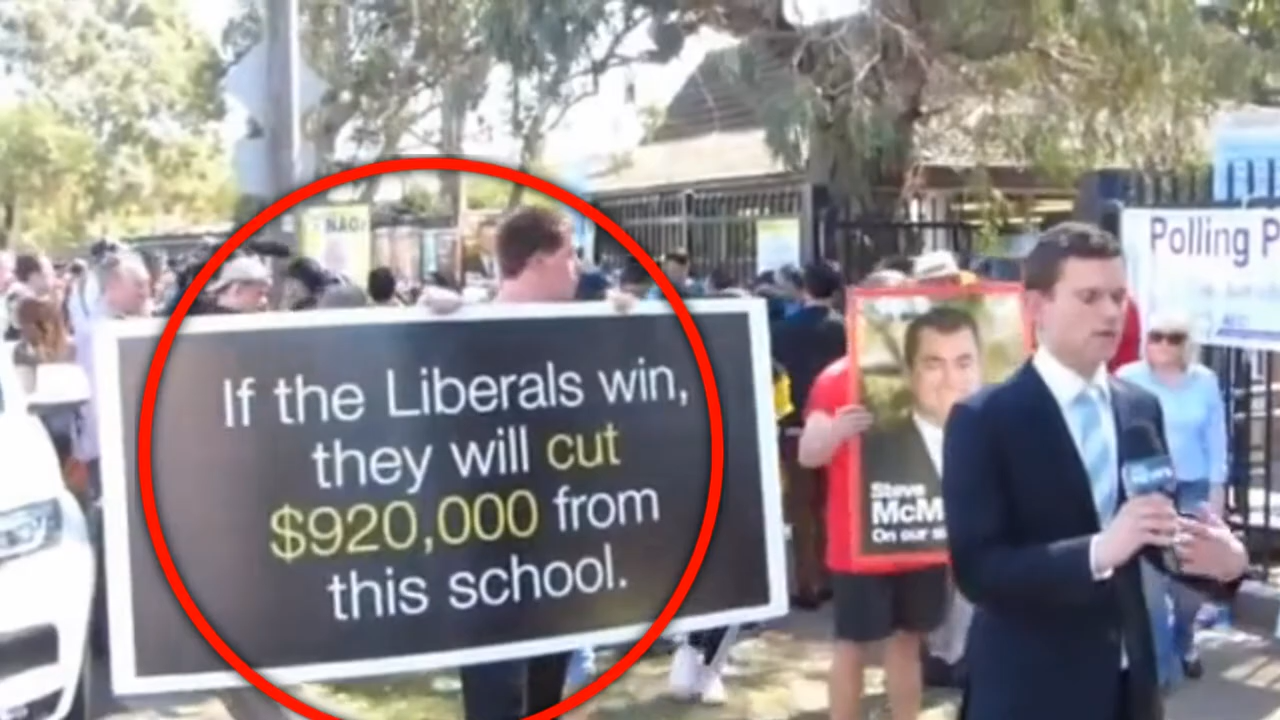 If the Liberals win,
they will cut
$920,000 from
this school.
Steve
McM
On our
Polling P